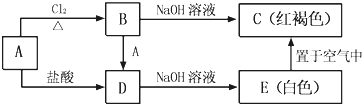 Cl₂ NaOH 溶液
△ B C（红褐色）
A A 置于空气中
盐酸 NaOH 溶液
D E（白色）